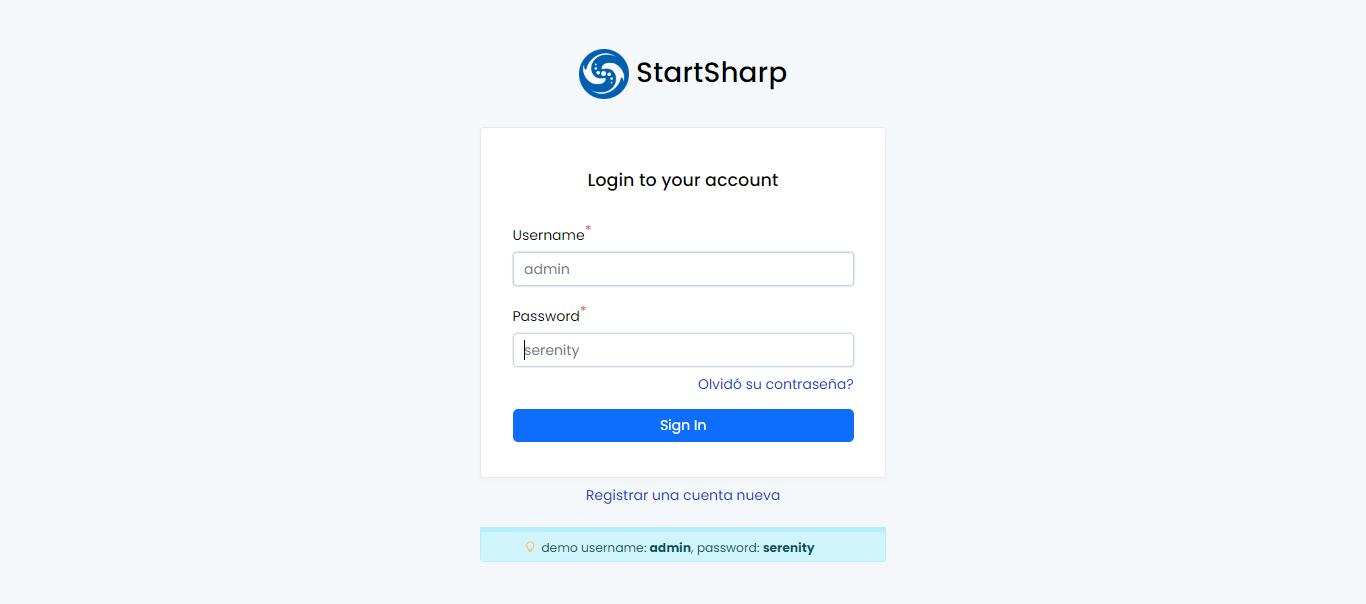 StartSharp
Login to your account
Username*
admin
Password*
serenity
Olvidó su contraseña?
Sign In
Registrar una cuenta nueva
demo username: admin, password: serenity